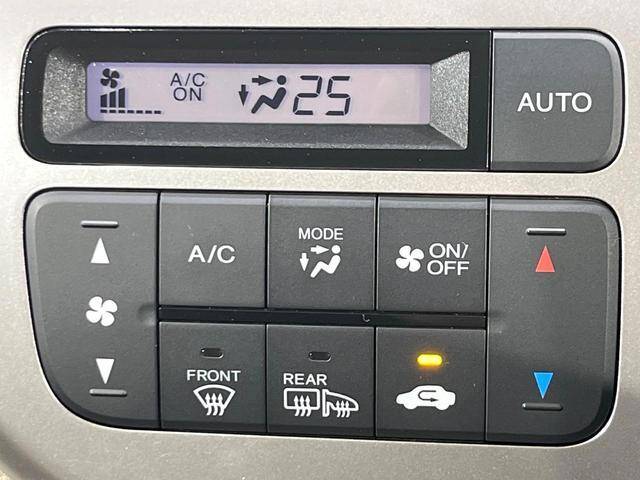 A/C
ON
25
AUTO
A/C
MODE
ON/
OFF
FRONT
REAR